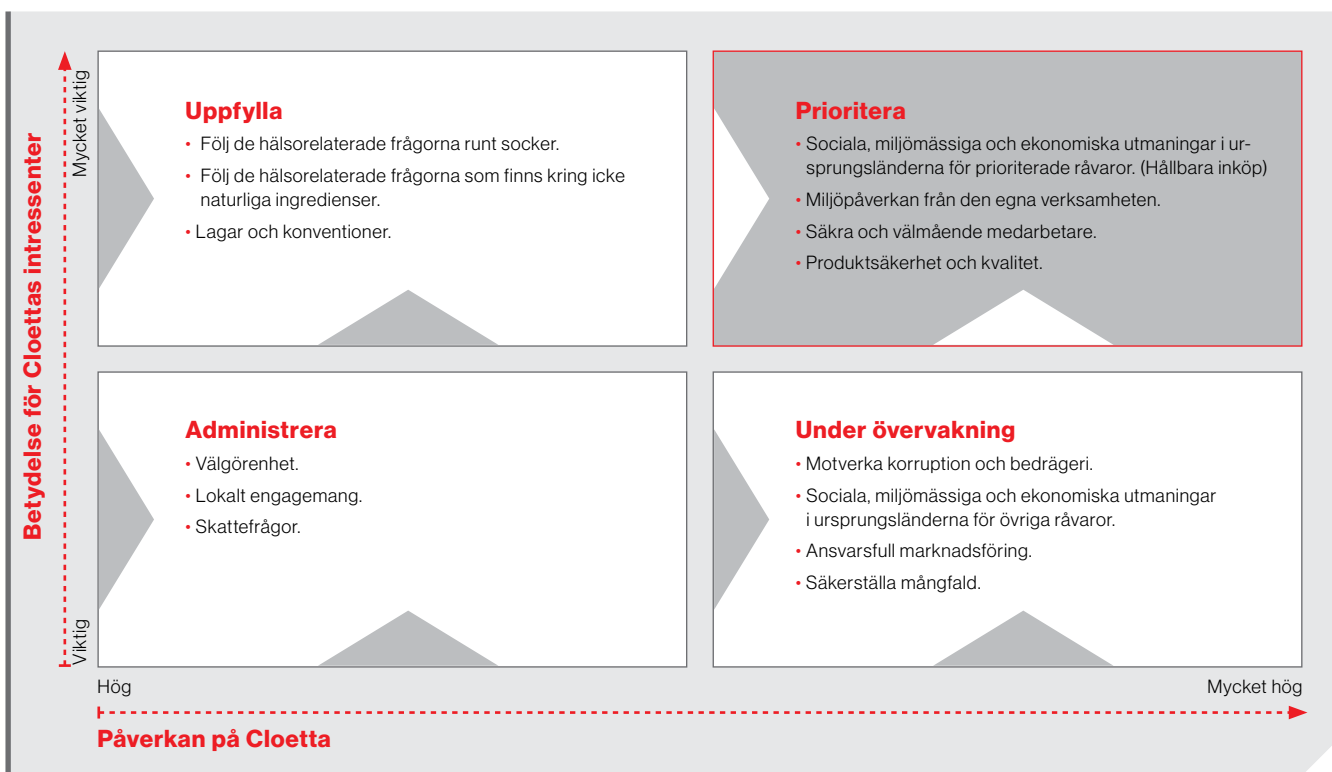 Betydelse för Cloettas intressenter
Mycket viktig
Viktig
Uppfylla
• Följ de hälsorelaterade frågorna runt socker.
• Följ de hälsorelaterade frågorna som finns kring icke
naturliga ingredienser.
• Lagar och konventioner.
Prioritera
• Sociala, miljömässiga och ekonomiska utmaningar i ur-
sprungsländerna för prioriterade råvaror. (Hållbara inköp)
• Miljöpåverkan från den egna verksamheten.
• Säkra och välmående medarbetare.
• Produktsäkerhet och kvalitet.
Administrera
• Välgörenhet.
• Lokalt engagemang.
• Skattefrågor.
Under övervakning
• Motverka korruption och bedrägeri.
• Sociala, miljömässiga och ekonomiska utmaningar
i ursprungsländerna för övriga råvaror.
• Ansvarsfull marknadsföring.
• Säkerställa mångfald.
Hög
Mycket hög
Påverkan på Cloetta